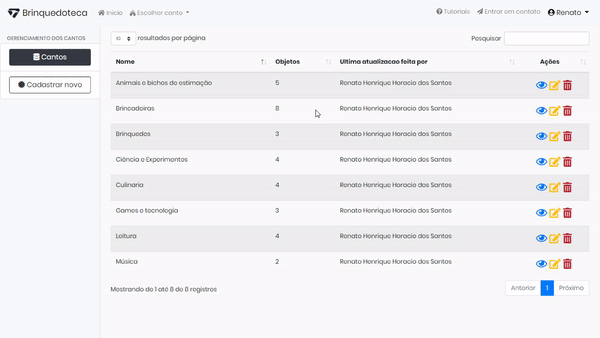 Brinquedoteca
Início
Escolher canto
Tutoriais
Entrar em contato
Renato
GERENCIAMENTO DOS CANTOS
Cantos
Cadastrar novo
10 resultados por página
Pesquisar
Nome Objetos Ultima atualizacao feita por Ações
Animais e bichos de estimação 5 Renato Henrique Horacio dos Santos
Brincadeiras 8 Renato Henrique Horacio dos Santos
Brinquedos 3 Renato Henrique Horacio dos Santos
Ciência e Experimentos 4 Renato Henrique Horacio dos Santos
Culinaria 4 Renato Henrique Horacio dos Santos
Games e tecnologia 3 Renato Henrique Horacio dos Santos
Leitura 4 Renato Henrique Horacio dos Santos
Música 2 Renato Henrique Horacio dos Santos
Mostrando de 1 até 8 de 8 registros
Anterior 1 Próximo